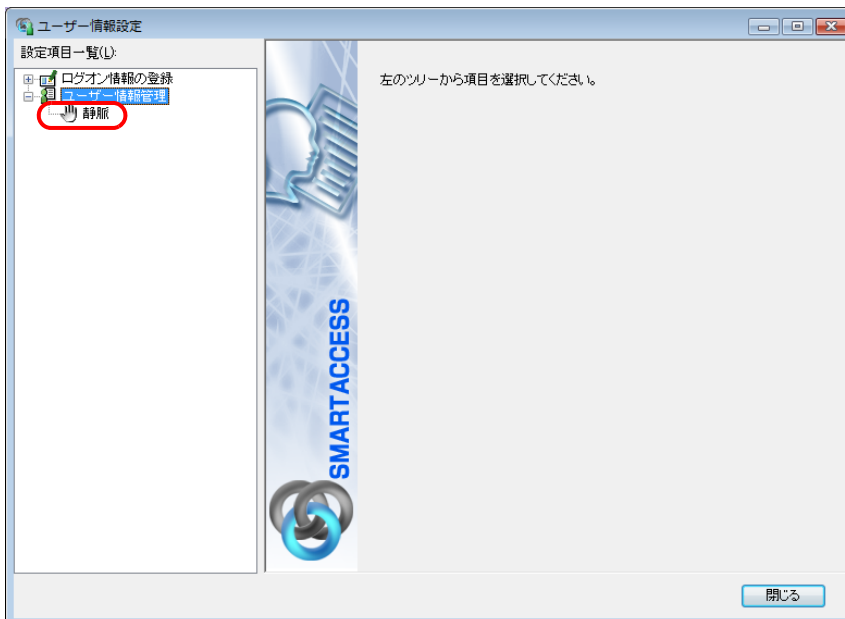 ユーザー情報設定
設定項目一覧(L):
ログオン情報の登録
ユーザー情報管理
静脈
左のツリーから項目を選択してください。
SMARTACCESS
閉じる